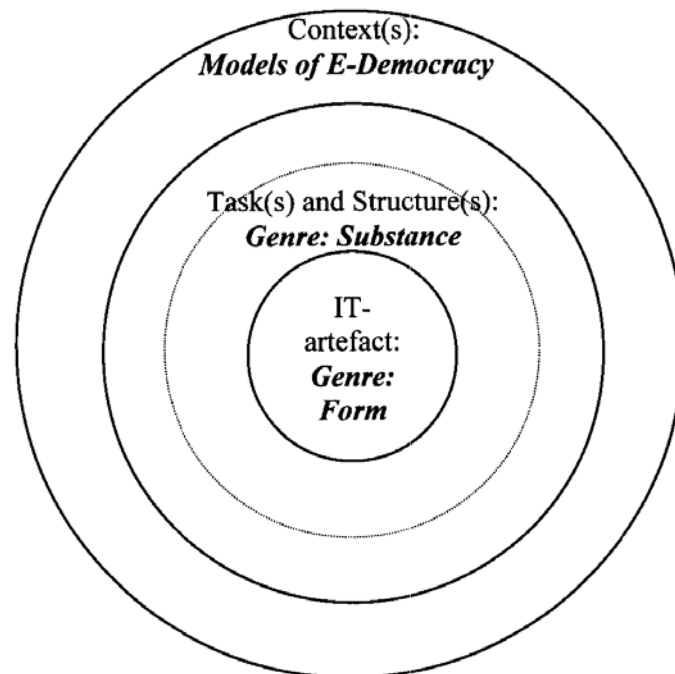 Context(s):
Models of E-Democracy
Task(s) and Structure(s):
Genre: Substance
IT-
artefact:
Genre:
Form